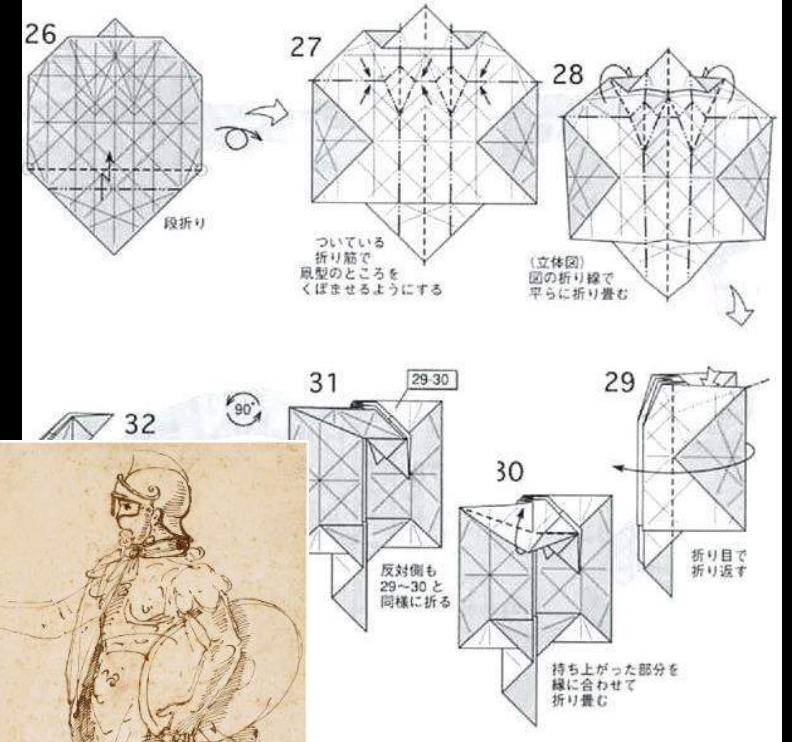 26
段折り
27
ついている
折り筋で
凧型のところを
くぼませるようにする
28
(立体図)
図の折り線で
平らに折り畳む
29
折り目で
折り返す
30
持ち上がった部分を
縁に合わせて
折り畳む
31
29-30
反対側も
29〜30と
同様に折る
90°
32